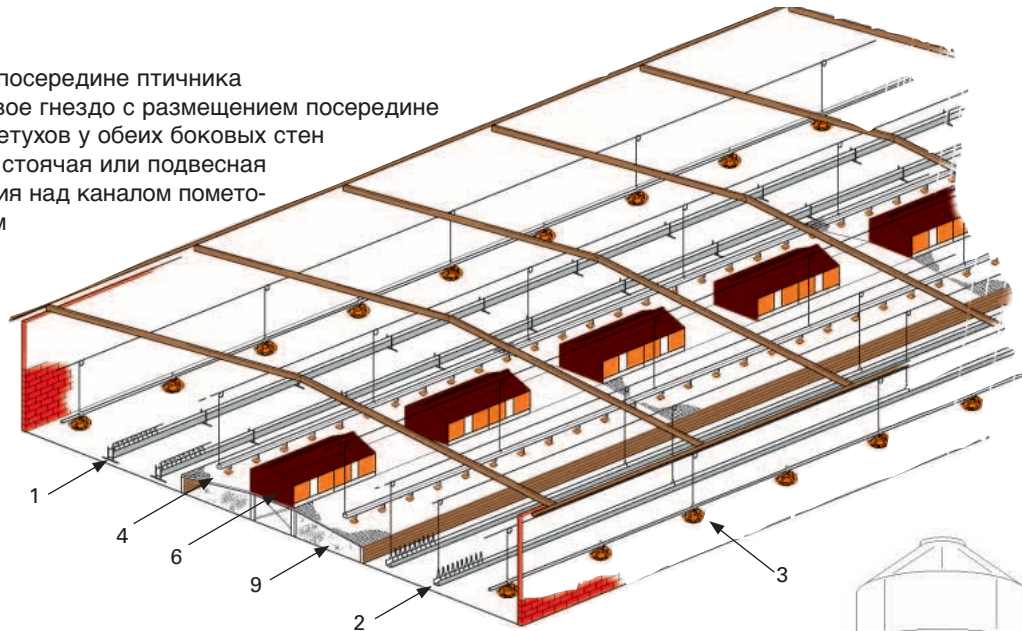 посередине птичника
вое гнездо с размещением посередине
етухов у обеих боковых стен
стоячая или подвесная
ия над каналом помето-
м
1
4
6
9
2
3